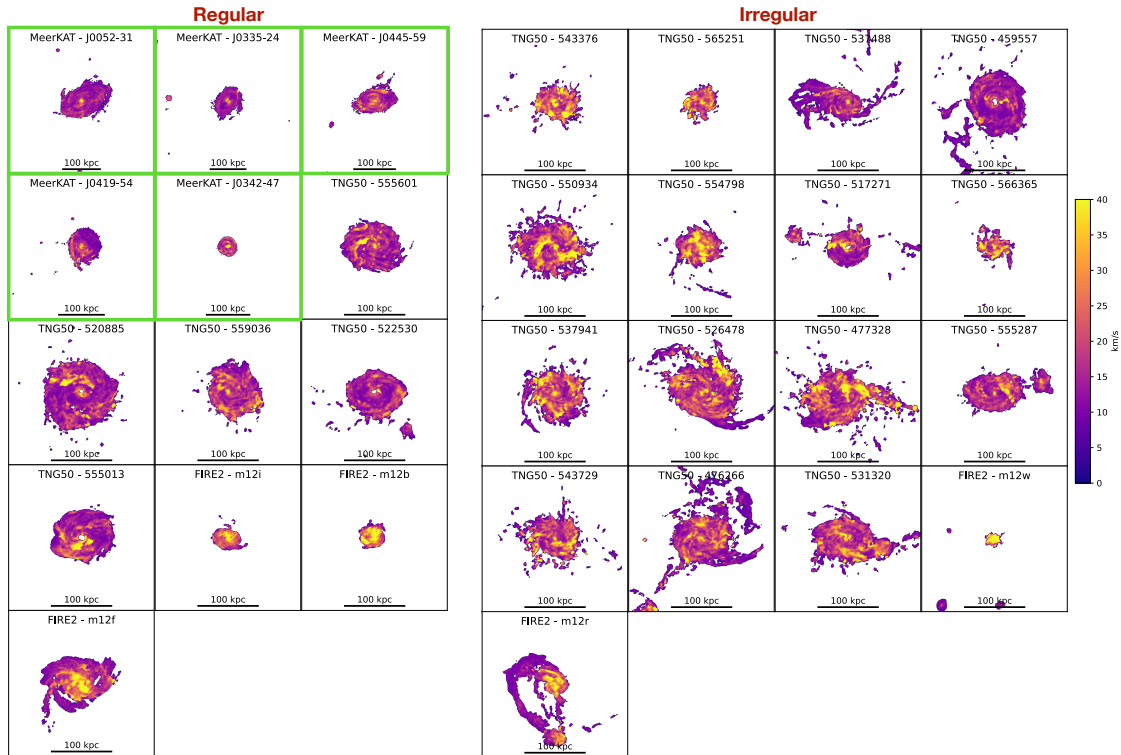 Regular
Irregular
MeerKAT - J0052-31
MeerKAT - J0335-24
MeerKAT - J0445-59
TNG50 - 543376
TNG50 - 565251
TNG50 - 531488
TNG50 - 459557
100 kpc
100 kpc
100 kpc
100 kpc
100 kpc
100 kpc
100 kpc
MeerKAT - J0419-54
MeerKAT - J0342-47
TNG50 - 555601
TNG50 - 550934
TNG50 - 554798
TNG50 - 517271
TNG50 - 566365
100 kpc
100 kpc
100 kpc
100 kpc
100 kpc
100 kpc
100 kpc
TNG50 - 520885
TNG50 - 559036
TNG50 - 522530
TNG50 - 537941
TNG50 - 526478
TNG50 - 477328
TNG50 - 555287
100 kpc
100 kpc
100 kpc
100 kpc
100 kpc
100 kpc
100 kpc
TNG50 - 555013
FIRE2 - m12i
FIRE2 - m12b
TNG50 - 543729
TNG50 - 476266
TNG50 - 531320
FIRE2 - m12w
100 kpc
100 kpc
100 kpc
100 kpc
100 kpc
100 kpc
100 kpc
FIRE2 - m12f
FIRE2 - m12r
100 kpc
100 kpc
40
35
30
25
20
15
10
5
0
km/s